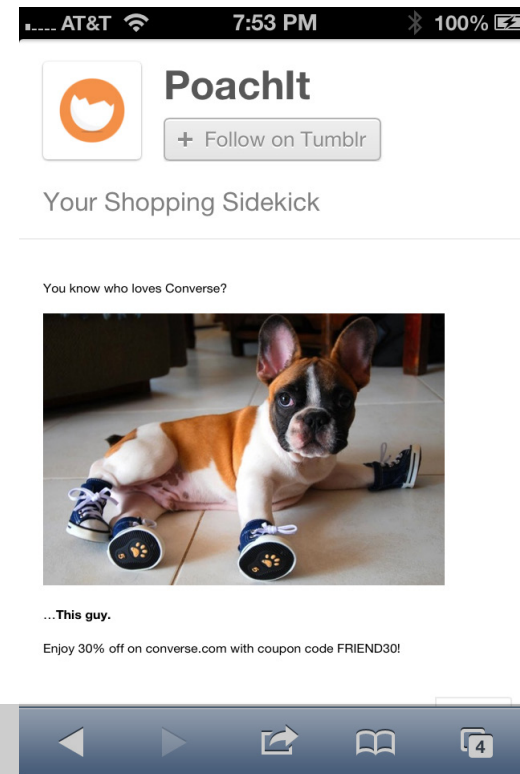 AT&T 7:53 PM 100%
PoachIt
+ Follow on Tumblr
Your Shopping Sidekick
You know who loves Converse?
...This guy.
Enjoy 30% off on converse.com with coupon code FRIEND30!
4